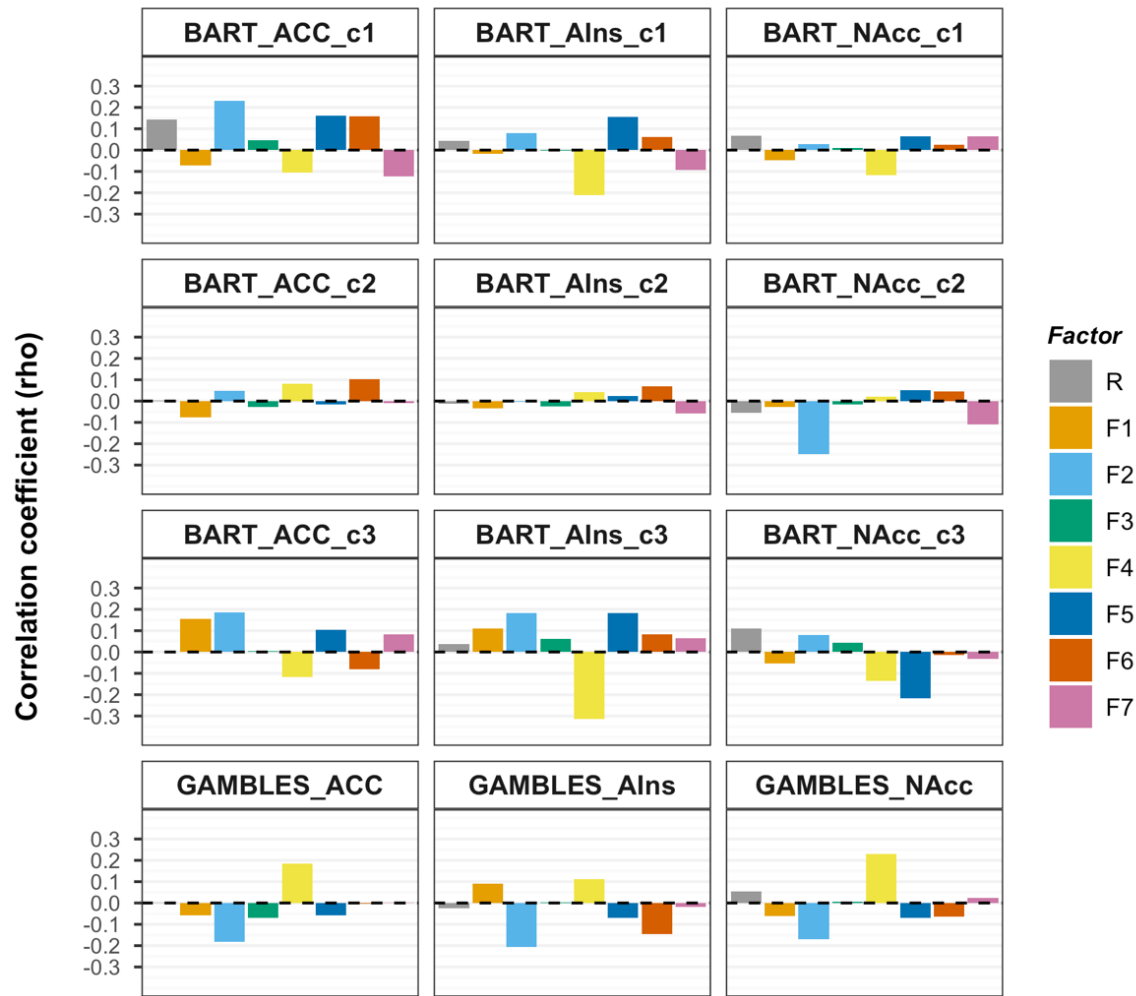 BART_ACC_c1 BART_AIns_c1 BART_NAcc_c1
0.3
0.2
0.1
0.0
-0.1
-0.2
-0.3
BART_ACC_c2 BART_AIns_c2 BART_NAcc_c2
0.3
0.2
0.1
0.0
-0.1
-0.2
-0.3
BART_ACC_c3 BART_AIns_c3 BART_NAcc_c3
0.3
0.2
0.1
0.0
-0.1
-0.2
-0.3
GAMBLES_ACC GAMBLES_AIns GAMBLES_NAcc
0.3
0.2
0.1
0.0
-0.1
-0.2
-0.3
Correlation coefficient (rho)
Factor
R
F1
F2
F3
F4
F5
F6
F7